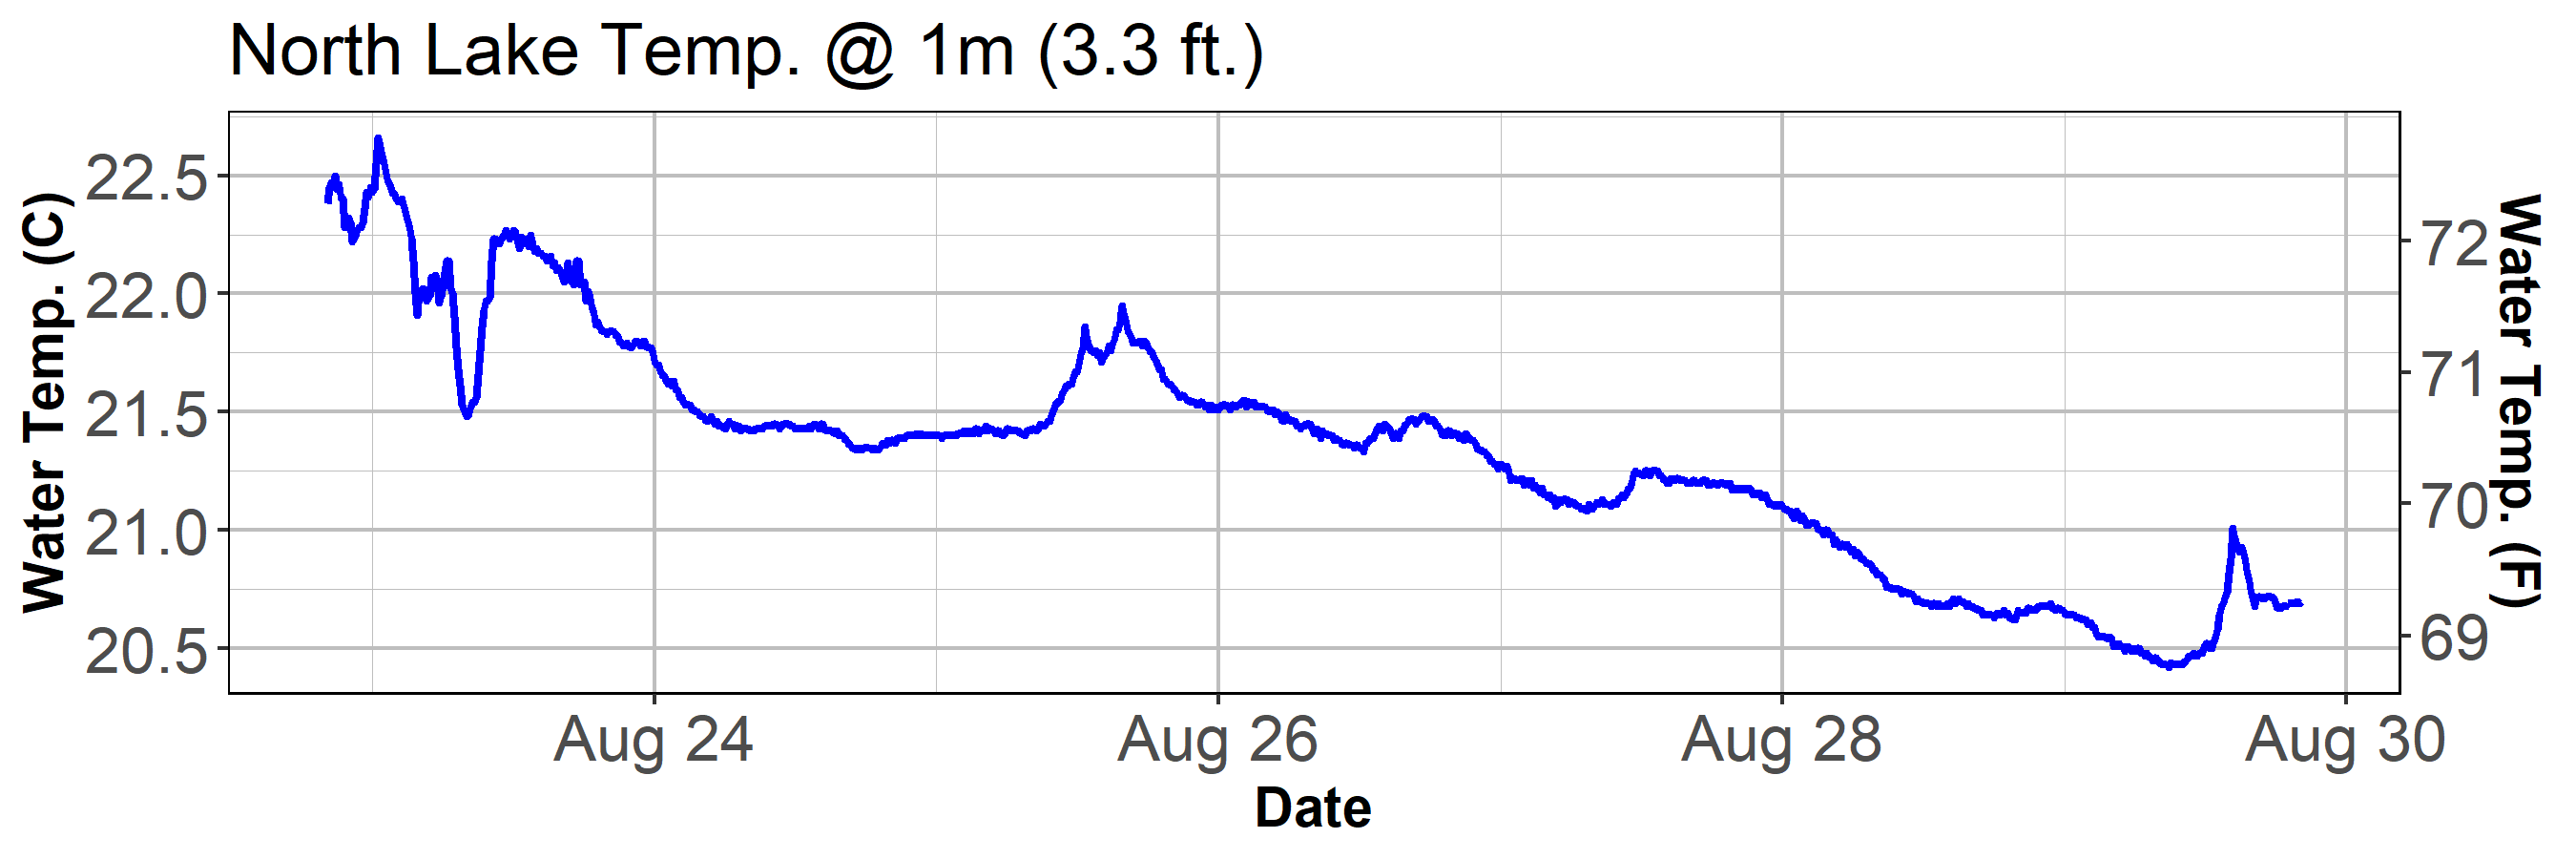 North Lake Temp. @ 1m (3.3 ft.)
Water Temp. (C)
22.5
22.0
21.5
21.0
20.5
72
71
70
69
Water Temp. (F)
Aug 24
Aug 26
Aug 28
Aug 30
Date